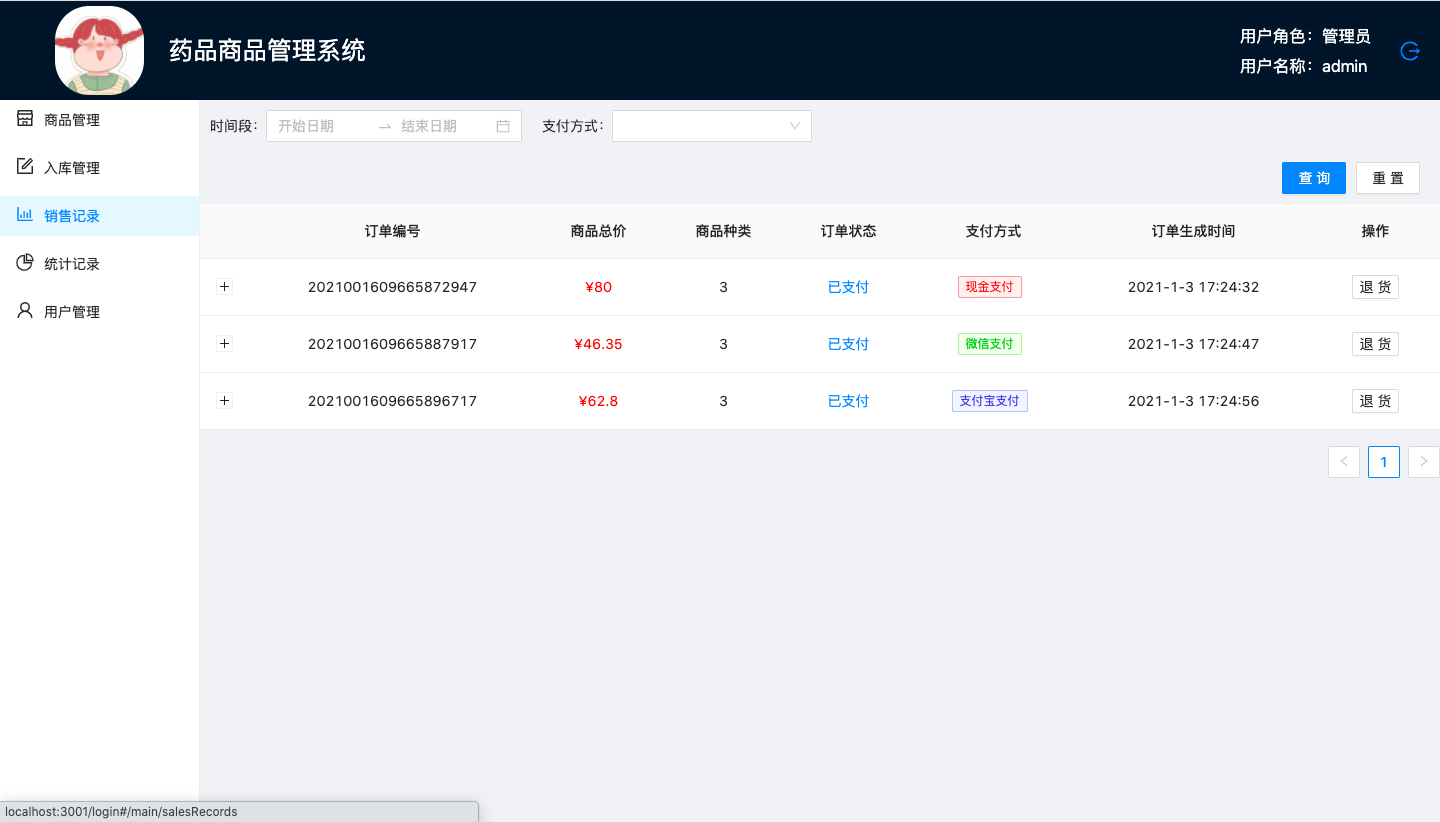 药品商品管理系统
用户角色：管理员
用户名称：admin
商品管理
入库管理
销售记录
统计记录
用户管理
时间段： 开始日期 结束日期 支付方式：
查 询 重 置
订单编号 商品总价 商品种类 订单状态 支付方式 订单生成时间 操作
2021001609665872947 ¥80 3 已支付 现金支付 2021-1-3 17:24:32 退 货
2021001609665887917 ¥46.35 3 已支付 微信支付 2021-1-3 17:24:47 退 货
2021001609665896717 ¥62.8 3 已支付 支付宝支付 2021-1-3 17:24:56 退 货
1
localhost:3001/login#/main/salesRecords